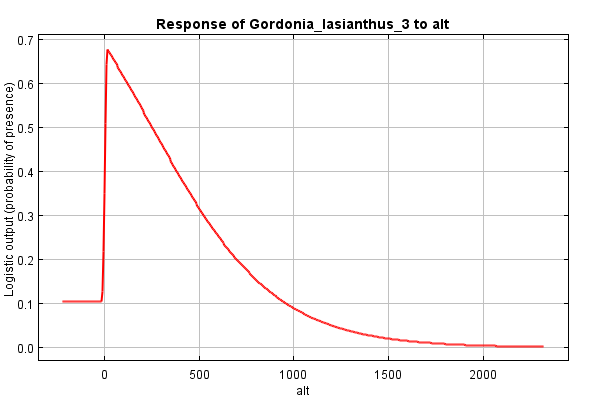 Response of Gordonia_lasianthus_3 to alt
Logistic output (probability of presence)
0.7
0.6
0.5
0.4
0.3
0.2
0.1
0.0
0 500 1000 1500 2000
alt